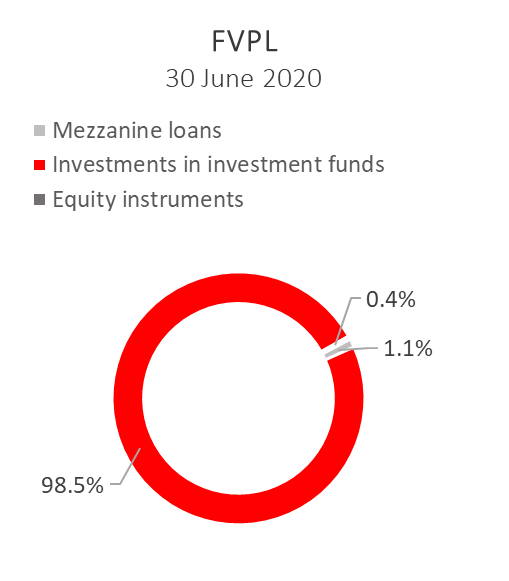 FVPL
30 June 2020
Mezzanine loans
Investments in investment funds
Equity instruments
0.4%
1.1%
98.5%